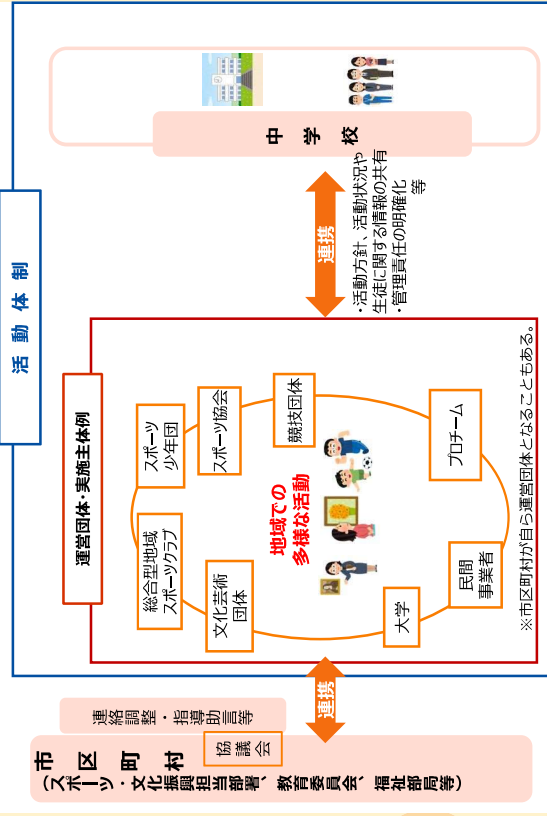 活動体制
市区町村
(スポーツ・文化振興担当部署、教育委員会、福祉部局等)
協議会
連絡調整・指導助言等
連携
運営団体・実施主体例
総合型地域
スポーツクラブ
スポーツ
少年団
スポーツ協会
競技団体
プロチーム
民間
事業者
大学
文化芸術
団体
地域での
多様な活動
※市区町村が自ら運営団体となることもある。
連携
・活動方針、活動状況や
生徒に関する情報の共有
・管理責任の明確化
等
中学校